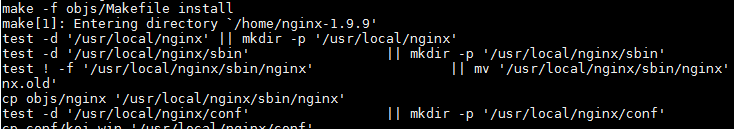 make -f objs/Makefile install
make[1]: Entering directory `/home/nginx-1.9.9'
test -d '/usr/local/nginx' || mkdir -p '/usr/local/nginx'
test -d '/usr/local/nginx/sbin' || mkdir -p '/usr/local/nginx/sbin'
test ! -f '/usr/local/nginx/sbin/nginx' || mv '/usr/local/nginx/sbin/nginx'
nx.old'
cp objs/nginx '/usr/local/nginx/sbin/nginx'
test -d '/usr/local/nginx/conf' || mkdir -p '/usr/local/nginx/conf'
cp conf/koi-win '/usr/local/nginx/conf'